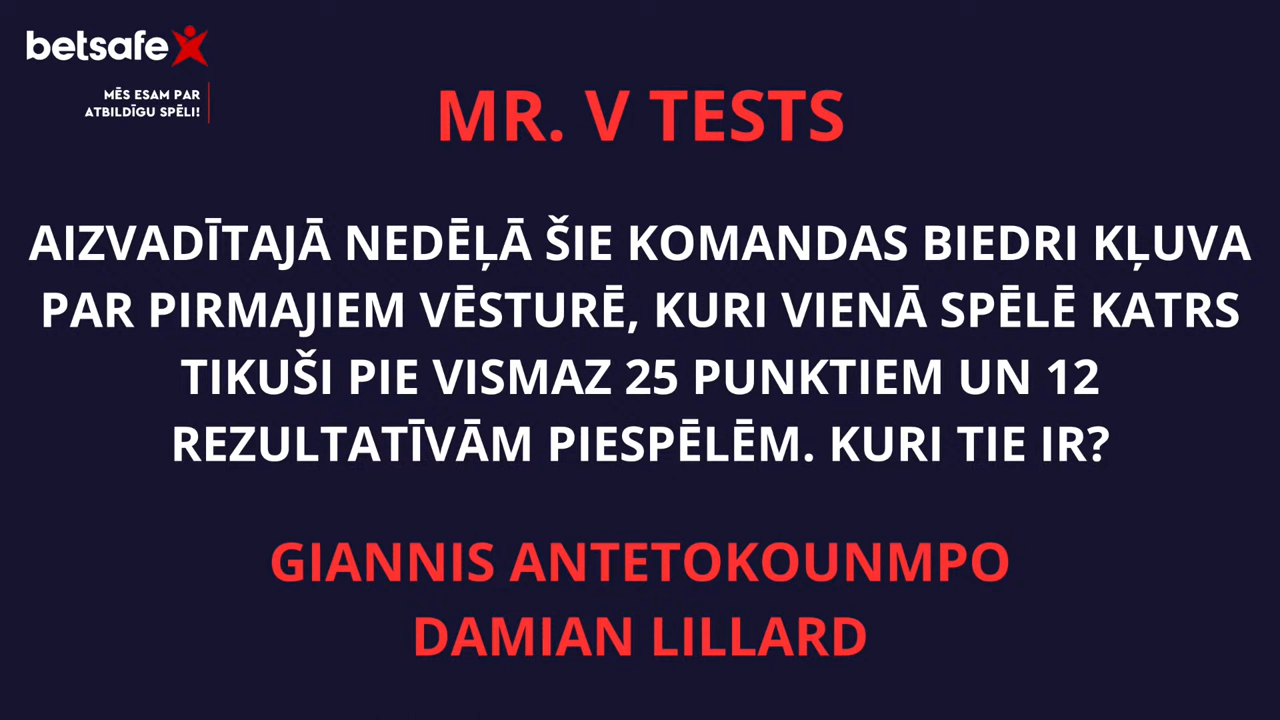 betsafe
MĒS ESAM PAR
ATBILDĪGU SPĒLI!
MR. V TESTS
AIZVADĪTAJĀ NEDĒĻĀ ŠIE KOMANDAS BIEDRI KĻUVA
PAR PIRMAJIEM VĒSTURĒ, KURI VIENĀ SPĒLĒ KATRS
TIKUŠI PIE VISMAZ 25 PUNKTIEM UN 12
REZULTATĪVĀM PIESPĒLĒM. KURI TIE IR?
GIANNIS ANTETOKOUNMPO
DAMIAN LILLARD